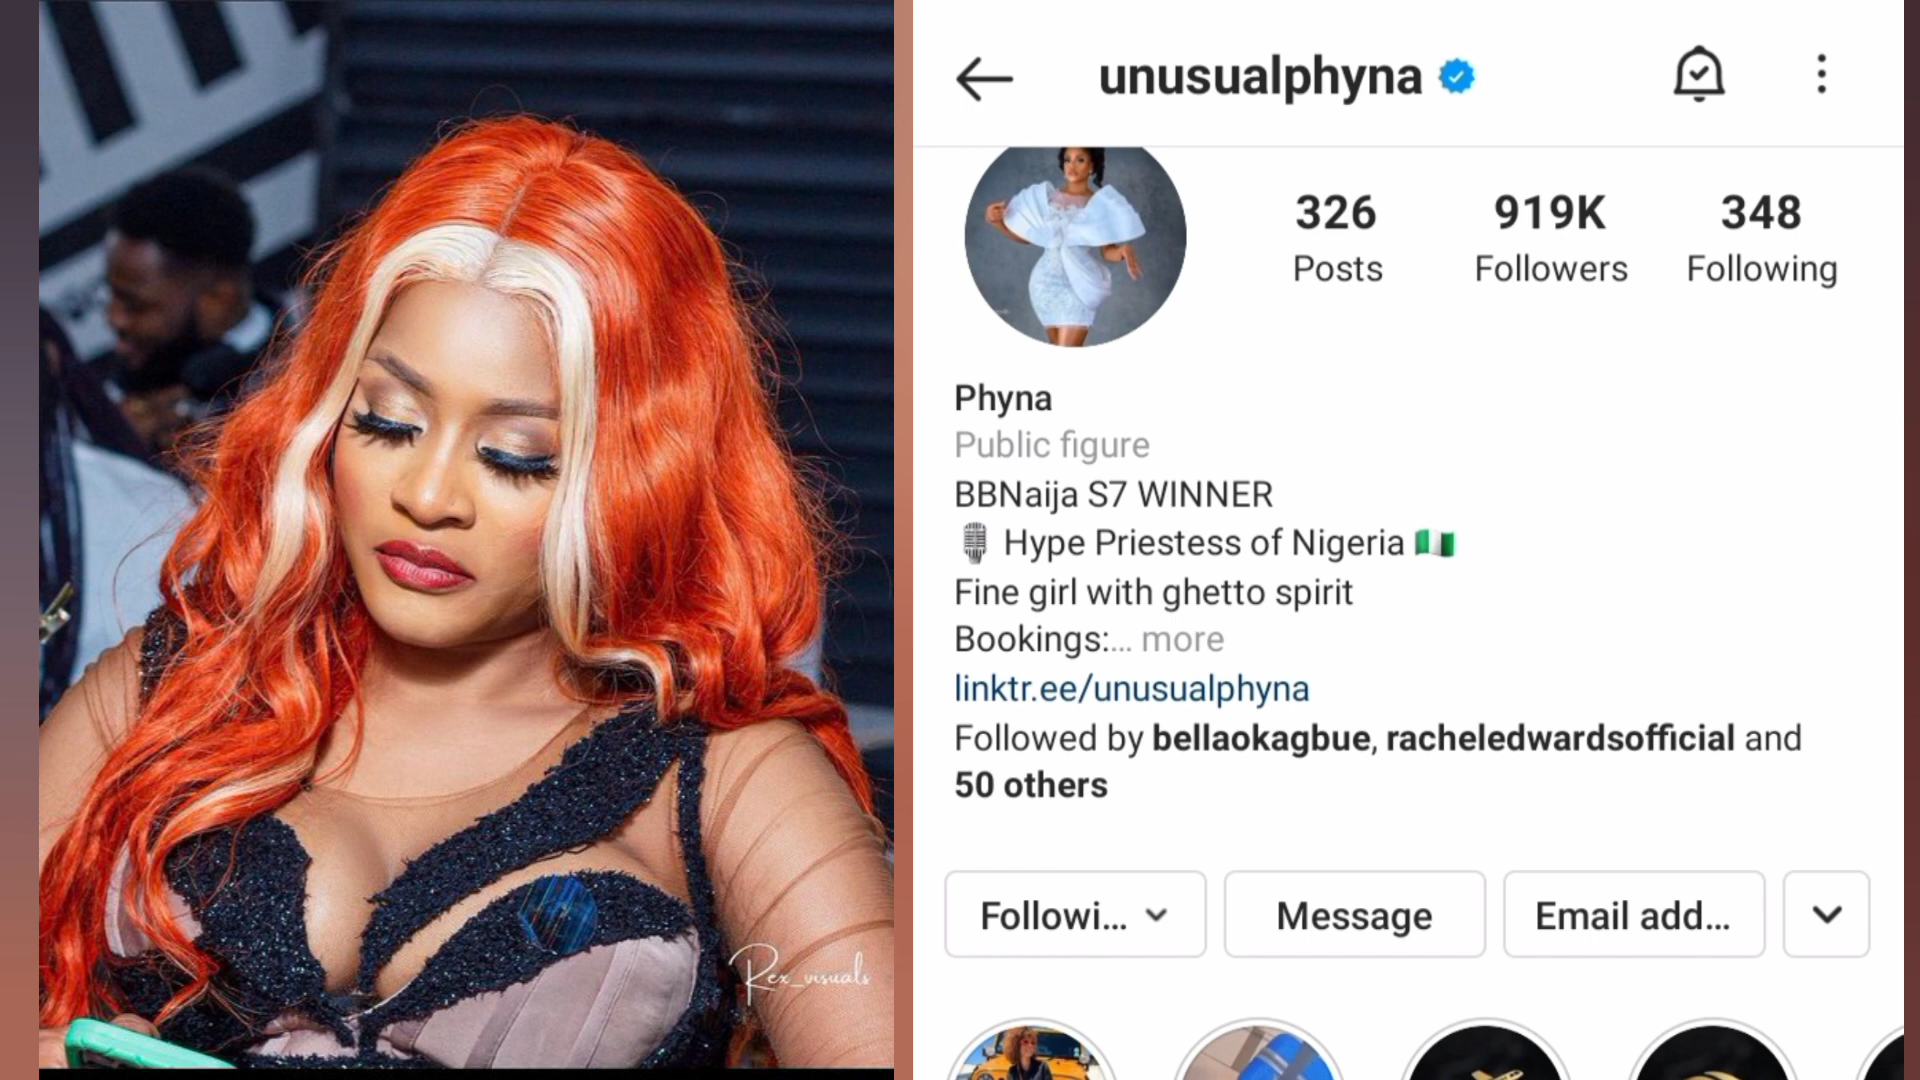 Rex_visuals
unusualphyna
326
919K
348
Posts
Followers
Following
Phyna
Public figure
BBNaija S7 WINNER
🎙️ Hype Priestess of Nigeria 🇳🇬
Fine girl with ghetto spirit
Bookings:... more
linktr.ee/unusualphyna
Followed by bellaokagbue, racheledwardsofficial and
50 others
Followi...
Message
Email add...